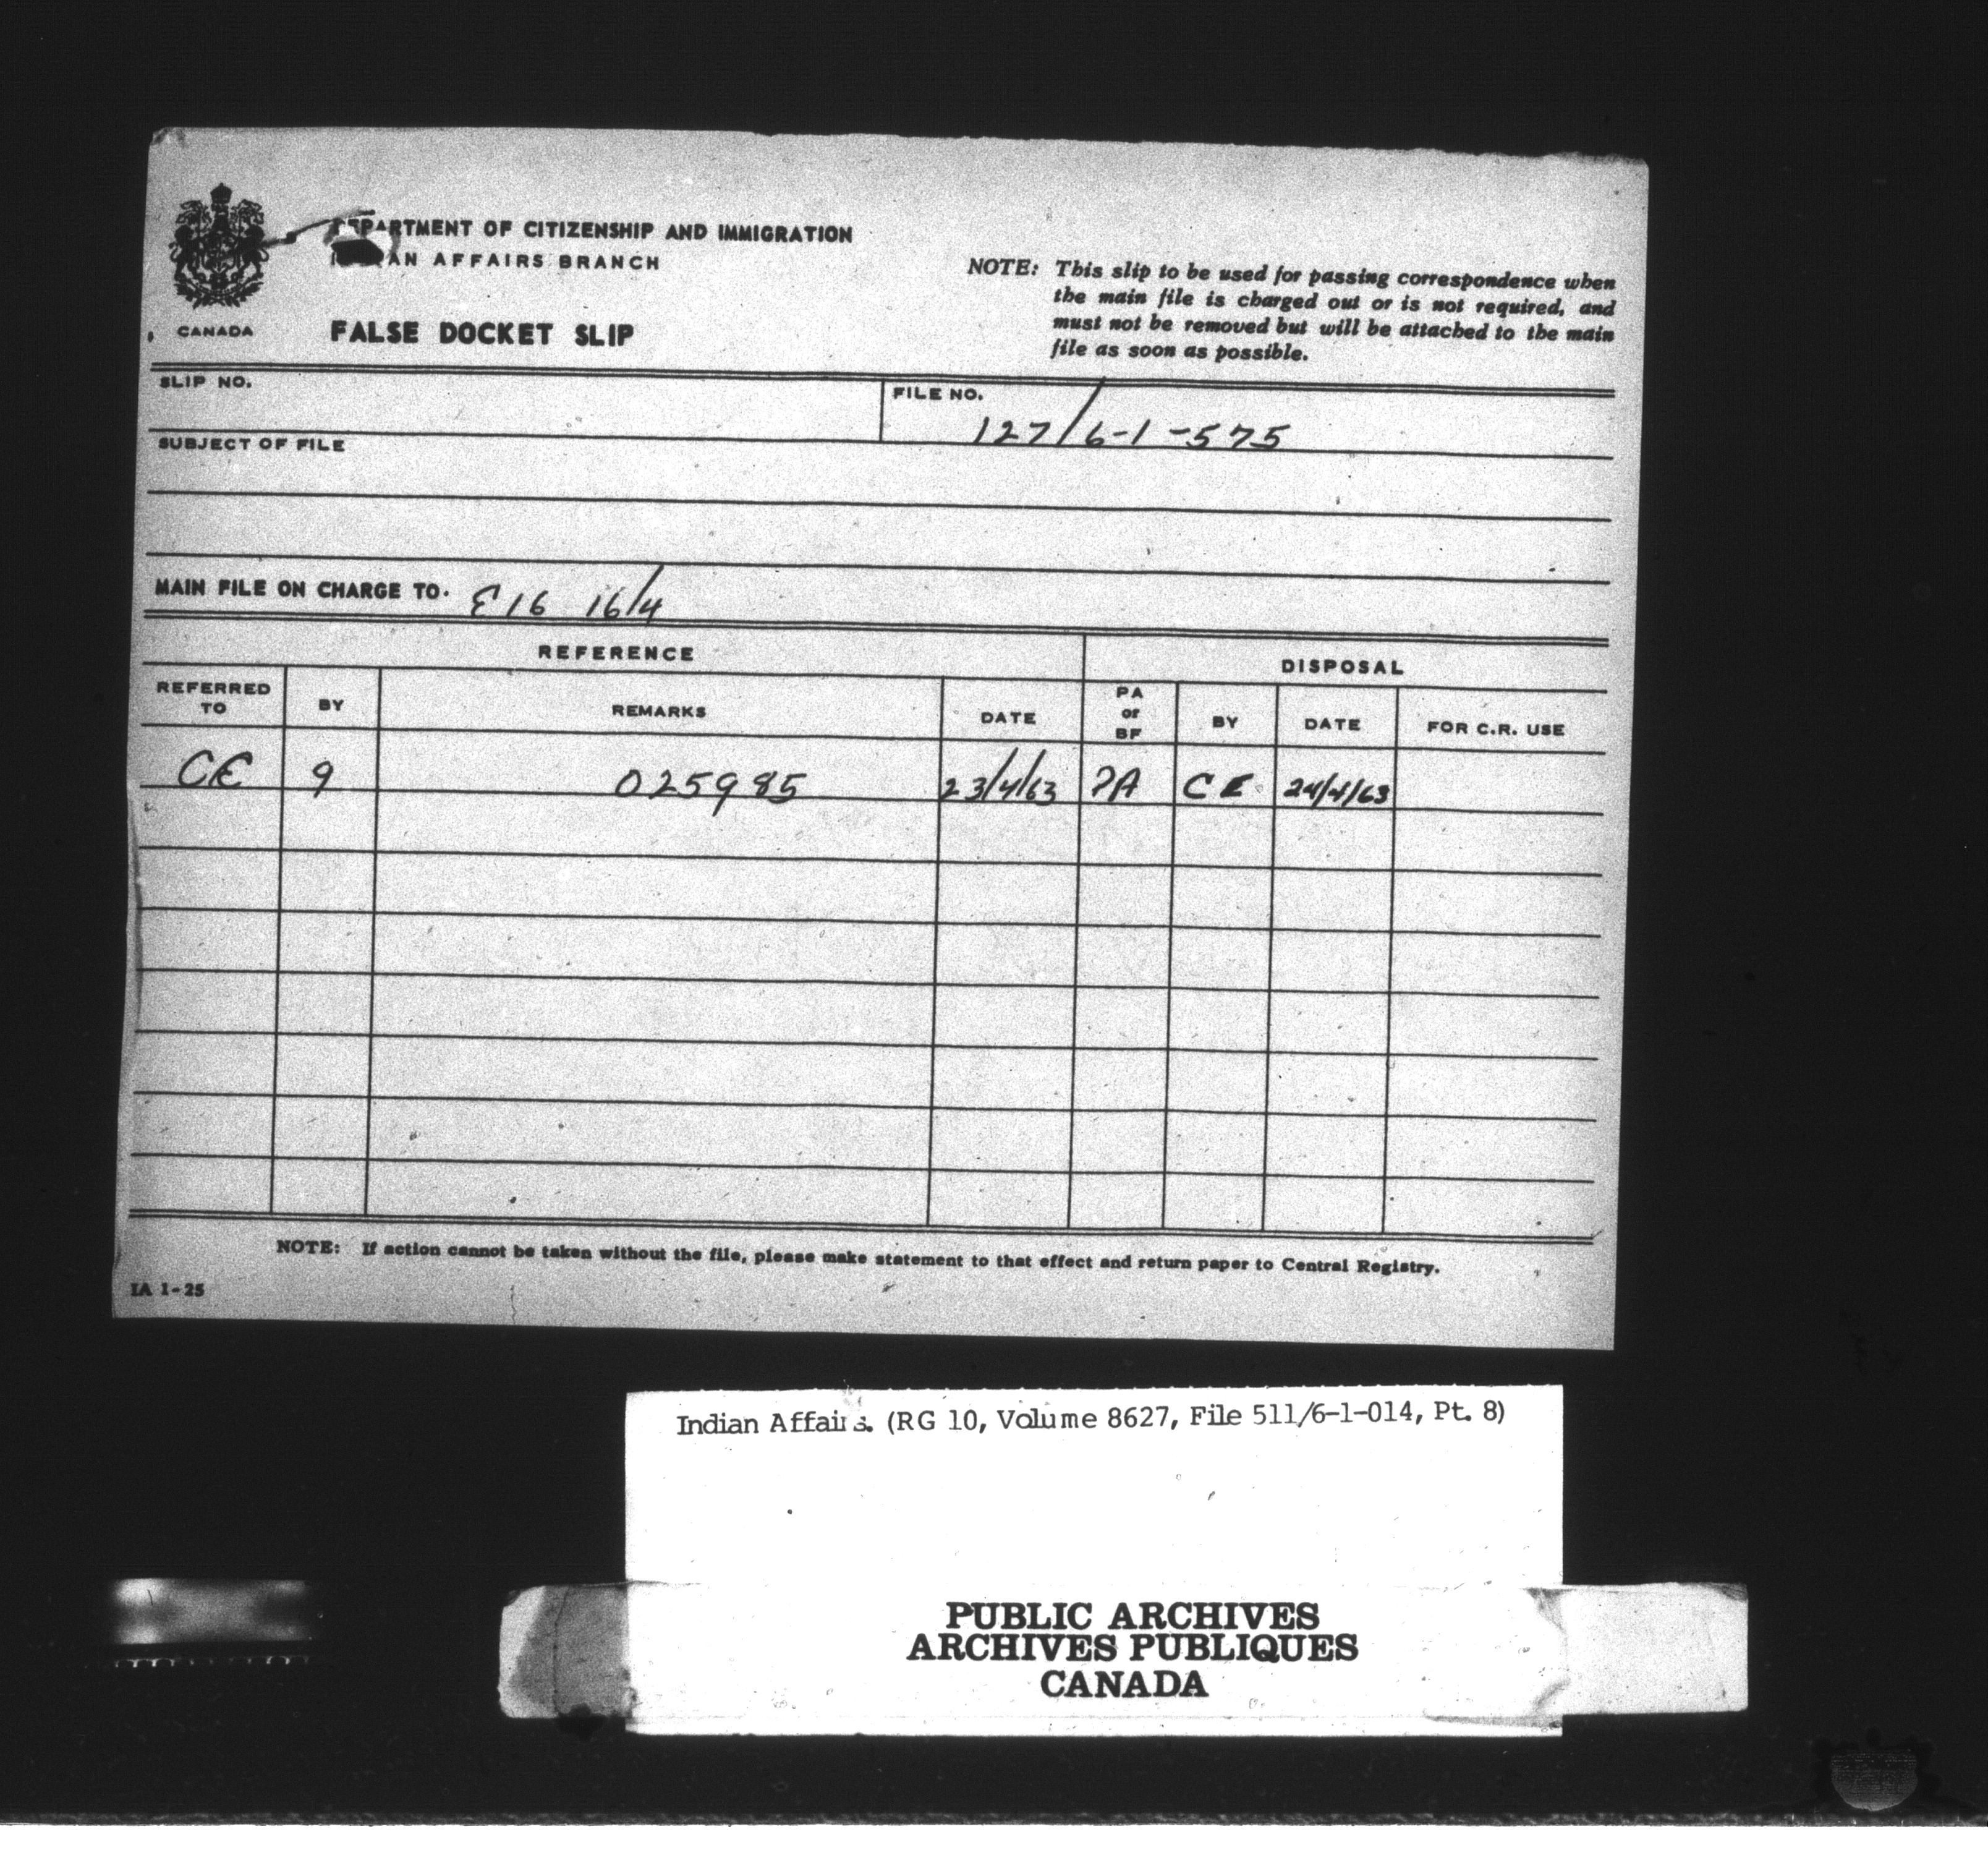 DEPARTMENT OF CITIZENSHIP AND IMMIGRATION
INDIAN AFFAIRS BRANCH
CANADA
FALSE DOCKET SLIP
NOTE: This slip to be used for passing correspondence when
the main file is charged out or is not required, and
must not be removed but will be attached to the main
file as soon as possible.
SLIP NO.
FILE NO.
127/6-1-575
SUBJECT OF FILE
MAIN FILE ON CHARGE TO. E16 16/4
REFERENCE
DISPOSAL
REFERRED TO BY REMARKS DATE PA or BF BY DATE FOR C.R. USE
CE 9 025985 23/4/63 PA CE 24/4/63
NOTE: If action cannot be taken without the file, please make statement to that effect and return paper to Central Registry.
IA 1-25
Indian Affairs. (RG 10, Volume 8627, File 511/6-1-014, Pt. 8)
PUBLIC ARCHIVES
ARCHIVES PUBLIQUES
CANADA